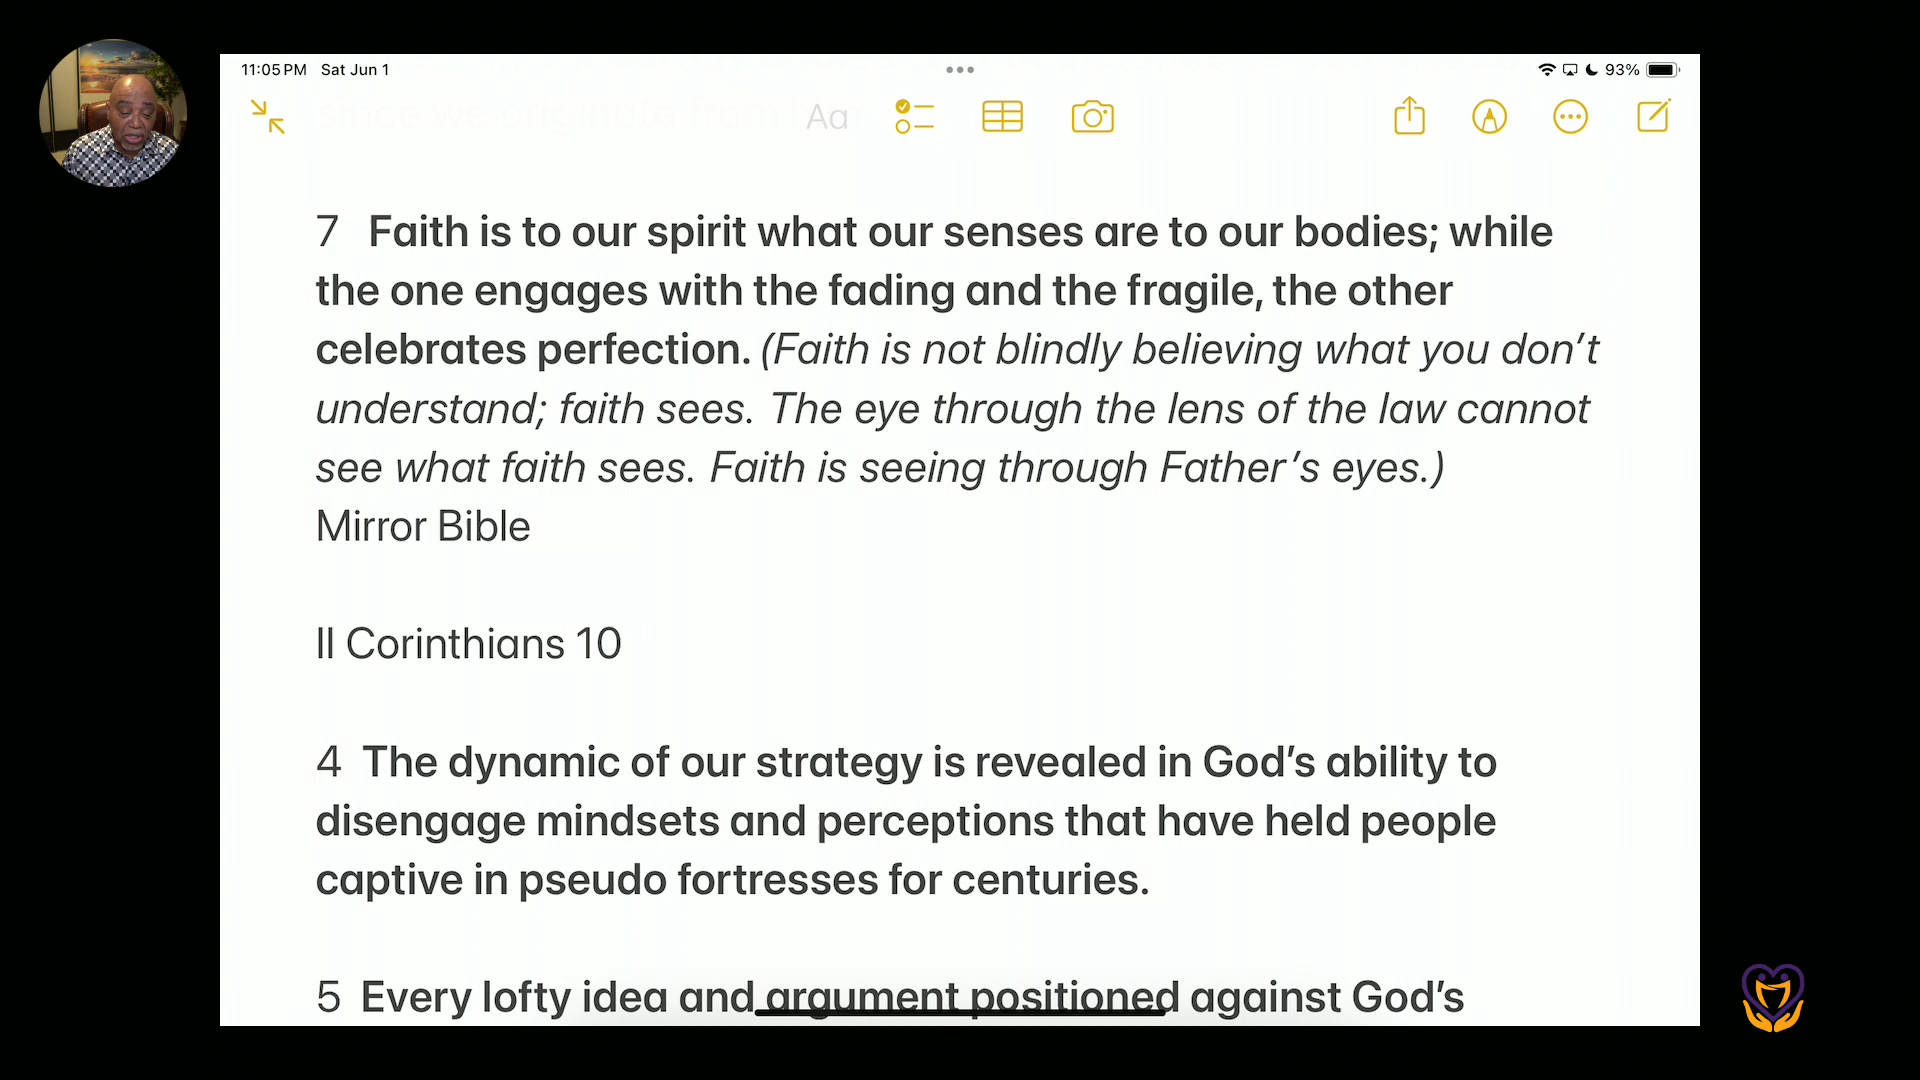 11:05 PM Sat Jun 1
93%
since we originate from
Aa
7 Faith is to our spirit what our senses are to our bodies; while
the one engages with the fading and the fragile, the other
celebrates perfection. (Faith is not blindly believing what you don’t
understand; faith sees. The eye through the lens of the law cannot
see what faith sees. Faith is seeing through Father’s eyes.)
Mirror Bible
II Corinthians 10
4 The dynamic of our strategy is revealed in God’s ability to
disengage mindsets and perceptions that have held people
captive in pseudo fortresses for centuries.
5 Every lofty idea and argument positioned against God’s